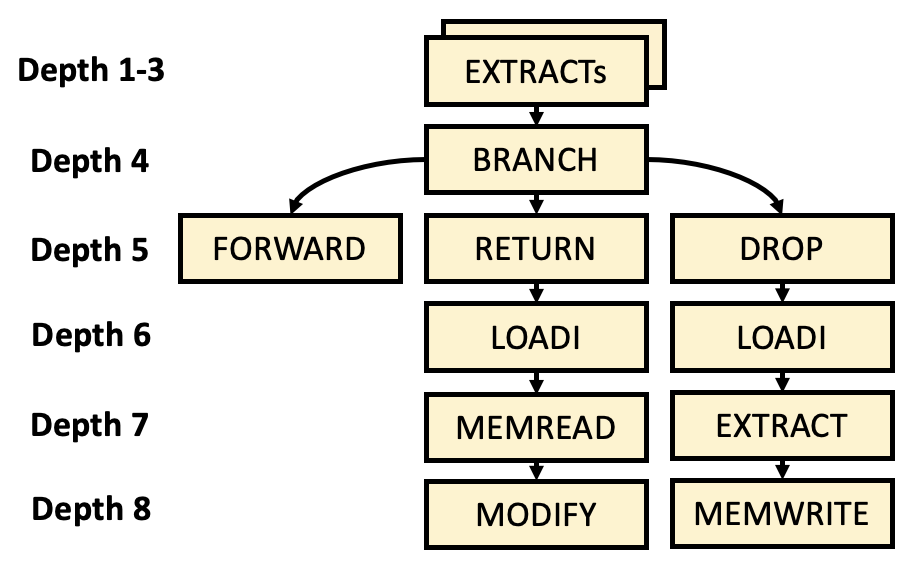 Depth 1-3
EXTRACTs
Depth 4
BRANCH
Depth 5
FORWARD
RETURN
DROP
Depth 6
LOADI
LOADI
Depth 7
MEMREAD
EXTRACT
Depth 8
MODIFY
MEMWRITE